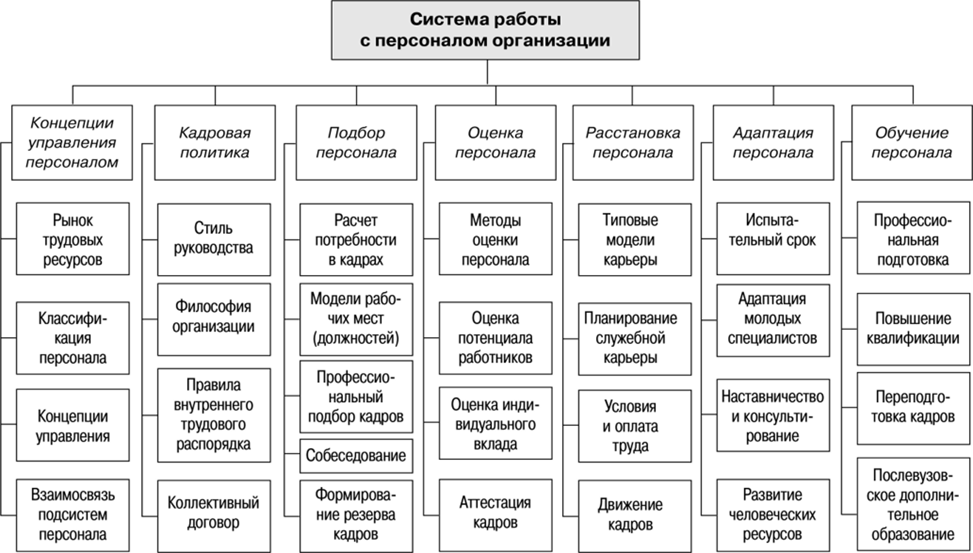 Система работы
с персоналом организации
Концепции
управления
персоналом
Рынок
трудовых
ресурсов
Классифи-
кация
персонала
Концепции
управления
Взаимосвязь
подсистем
персонала
Кадровая
политика
Стиль
руководства
Философия
организации
Правила
внутреннего
трудового
распорядка
Коллективный
договор
Подбор
персонала
Расчет
потребности
в кадрах
Модели рабо-
чих мест
(должностей)
Профессио-
нальный
подбор кадров
Собеседование
Формирова-
ние резерва
кадров
Оценка
персонала
Методы
оценки
персонала
Оценка
потенциала
работников
Оценка инди-
видуального
вклада
Аттестация
кадров
Расстановка
персонала
Типовые
модели
карьеры
Планирование
служебной
карьеры
Условия
и оплата
труда
Движение
кадров
Адаптация
персонала
Испыта-
тельный срок
Адаптация
молодых
специалистов
Наставничество
и консульти-
рование
Развитие
человеческих
ресурсов
Обучение
персонала
Профессио-
нальная
подготовка
Повышение
квалификации
Переподго-
товка кадров
Послевузов-
ское дополни-
тельное
образование